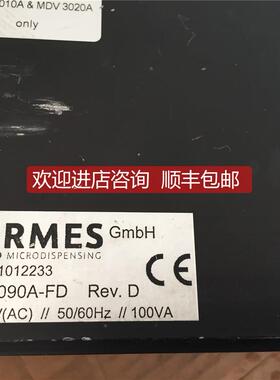 010A & MDV 3020A
only
欢迎进店咨询 顺丰包邮
RMES GmbH
MICRODISPENSING
1012233
090A-FD Rev. D
(AC) // 50/60Hz // 100VA
CE